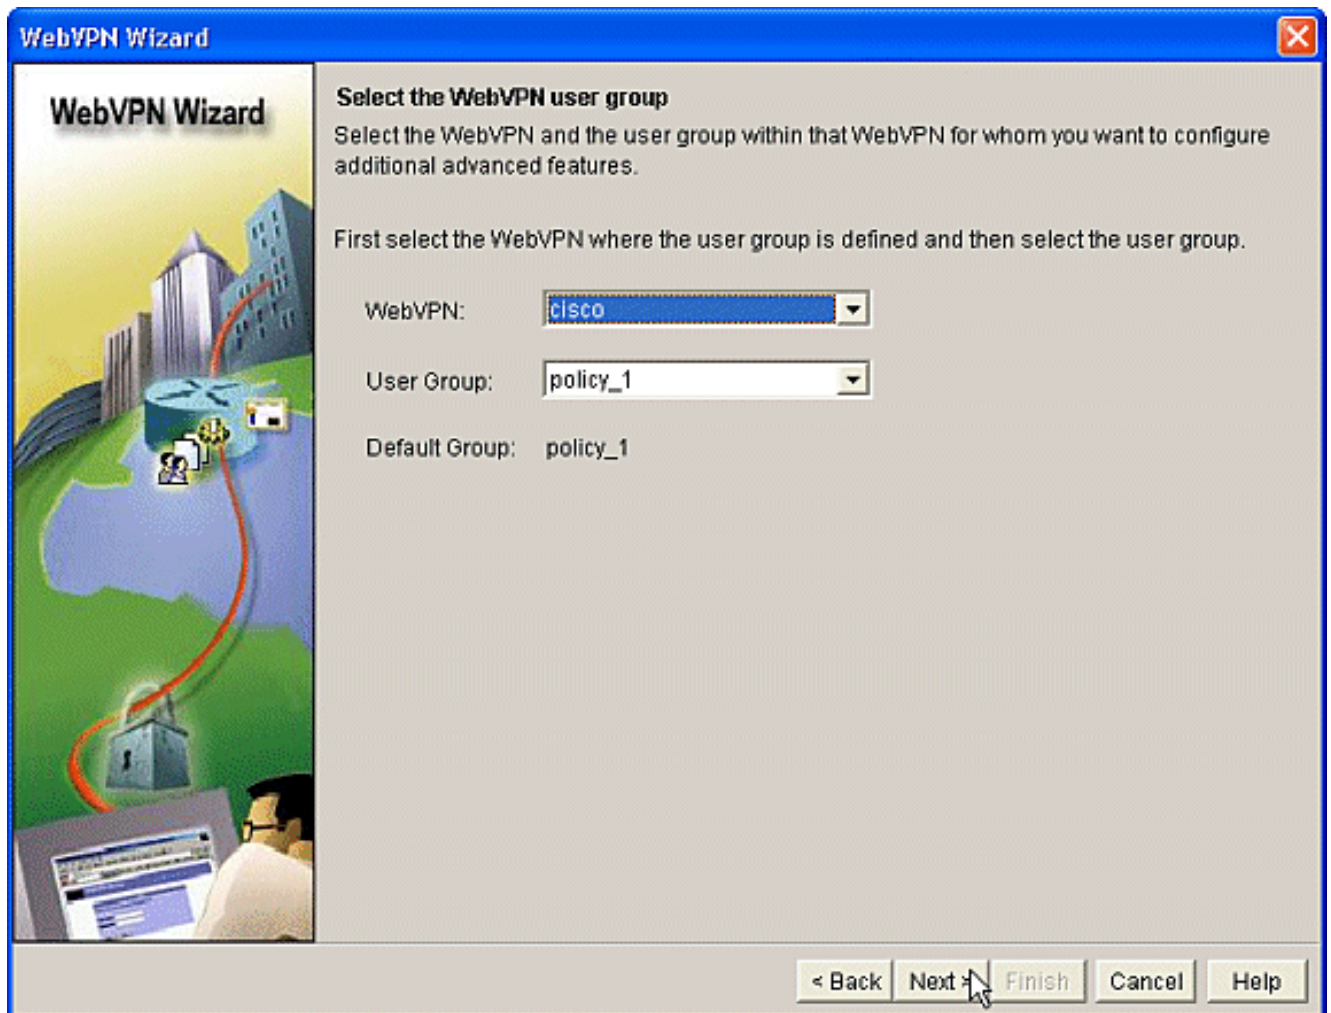 WebVPN Wizard
WebVPN Wizard
Select the WebVPN user group
Select the WebVPN and the user group within that WebVPN for whom you want to configure
additional advanced features.
First select the WebVPN where the user group is defined and then select the user group.
WebVPN: cisco
User Group: policy_1
Default Group: policy_1
< Back Next > Finish Cancel Help